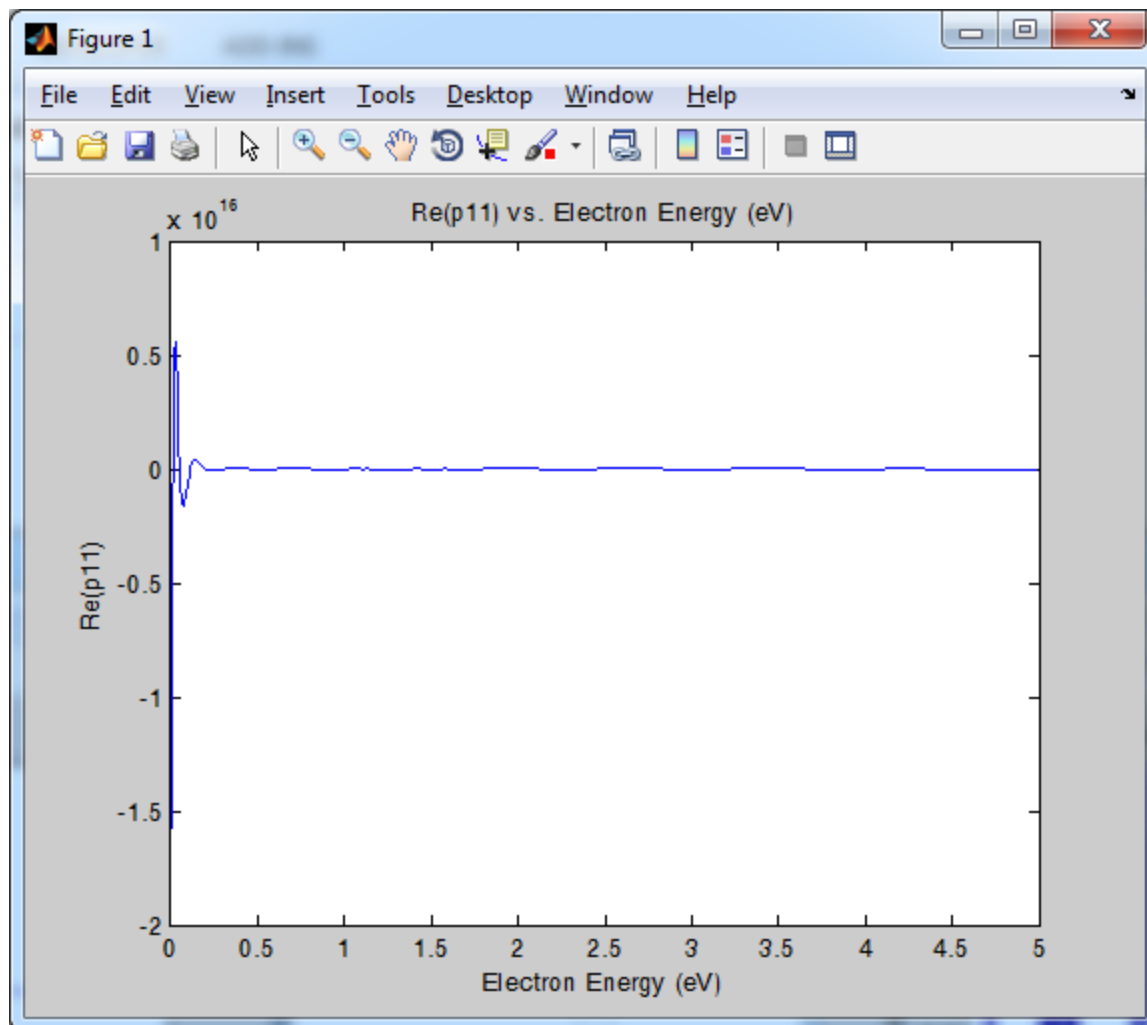 Figure 1
File Edit View Insert Tools Desktop Window Help
x 10^16
Re(p11) vs. Electron Energy (eV)
1
0.5
0
-0.5
-1
-1.5
-2
Re(p11)
0 0.5 1 1.5 2 2.5 3 3.5 4 4.5 5
Electron Energy (eV)